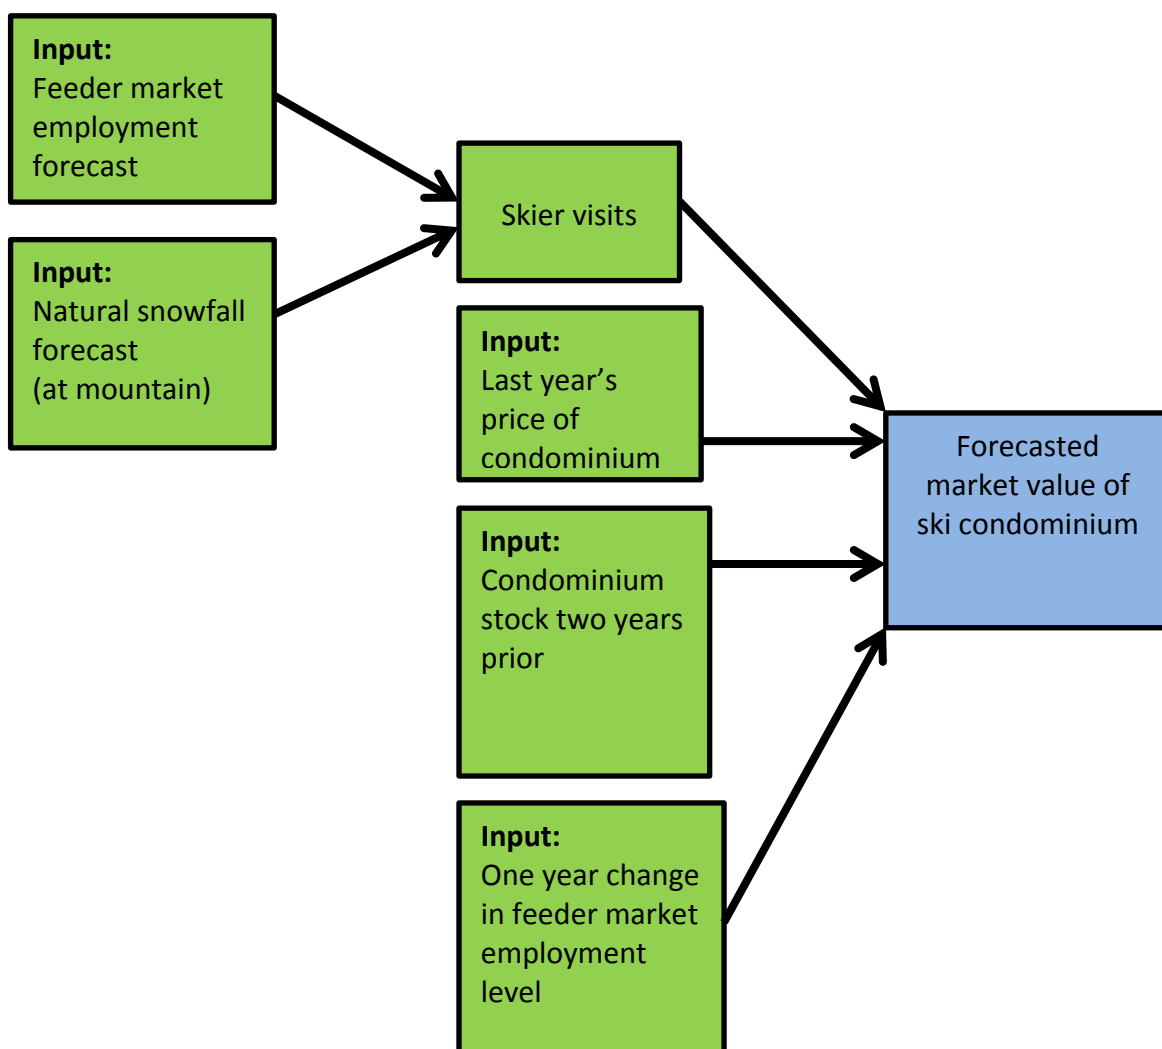 Input:
Feeder market
employment
forecast
Input:
Natural snowfall
forecast
(at mountain)
Skier visits
Input:
Last year’s
price of
condominium
Input:
Condominium
stock two years
prior
Input:
One year change
in feeder market
employment
level
Forecasted
market value of
ski condominium